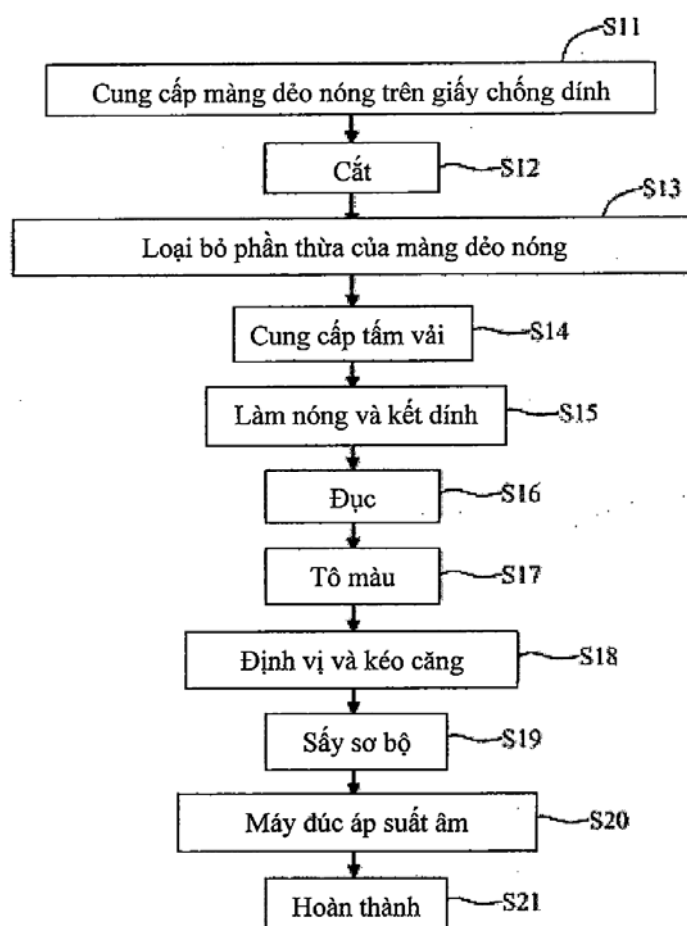 S11
Cung cấp màng dẻo nóng trên giấy chống dính
Cắt
S12
S13
Loại bỏ phần thừa của màng dẻo nóng
Cung cấp tấm vải
S14
Làm nóng và kết dính
S15
Đục
S16
Tô màu
S17
Định vị và kéo căng
S18
Sấy sơ bộ
S19
Máy đúc áp suất âm
S20
Hoàn thành
S21